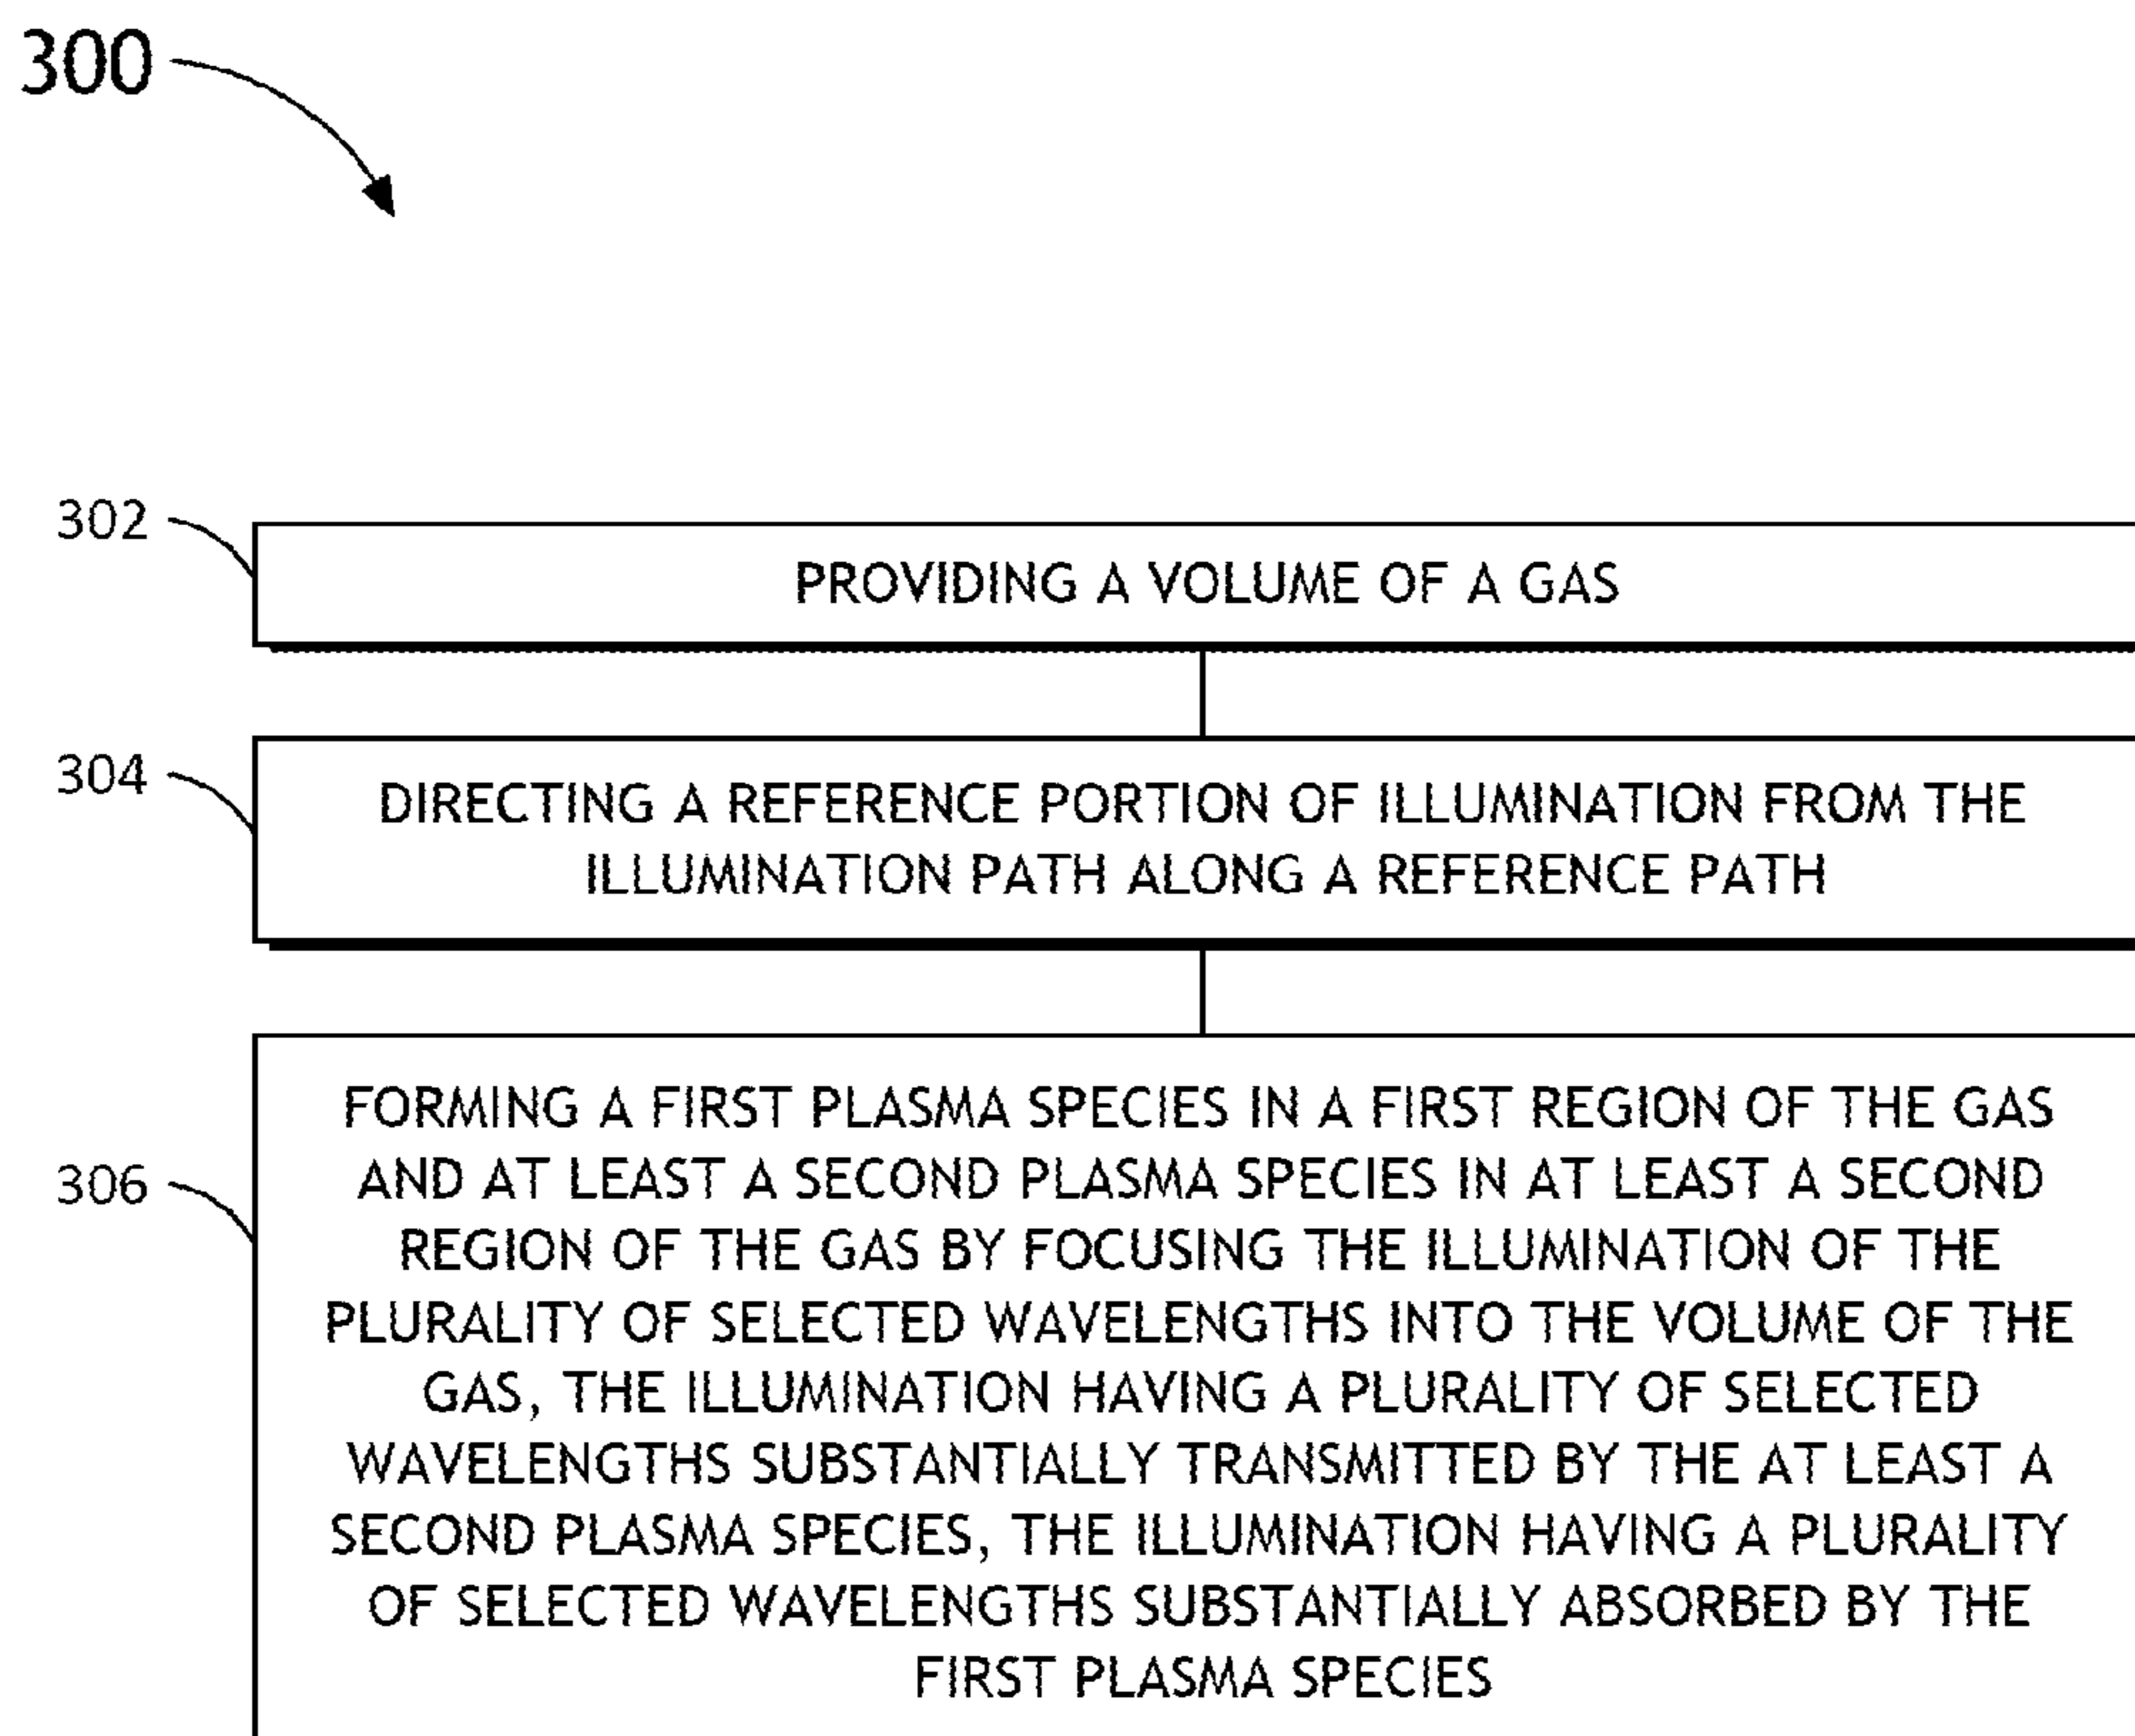 300
302
PROVIDING A VOLUME OF A GAS
304
DIRECTING A REFERENCE PORTION OF ILLUMINATION FROM THE
ILLUMINATION PATH ALONG A REFERENCE PATH
306
FORMING A FIRST PLASMA SPECIES IN A FIRST REGION OF THE GAS
AND AT LEAST A SECOND PLASMA SPECIES IN AT LEAST A SECOND
REGION OF THE GAS BY FOCUSING THE ILLUMINATION OF THE
PLURALITY OF SELECTED WAVELENGTHS INTO THE VOLUME OF THE
GAS, THE ILLUMINATION HAVING A PLURALITY OF SELECTED
WAVELENGTHS SUBSTANTIALLY TRANSMITTED BY THE AT LEAST A
SECOND PLASMA SPECIES, THE ILLUMINATION HAVING A PLURALITY
OF SELECTED WAVELENGTHS SUBSTANTIALLY ABSORBED BY THE
FIRST PLASMA SPECIES